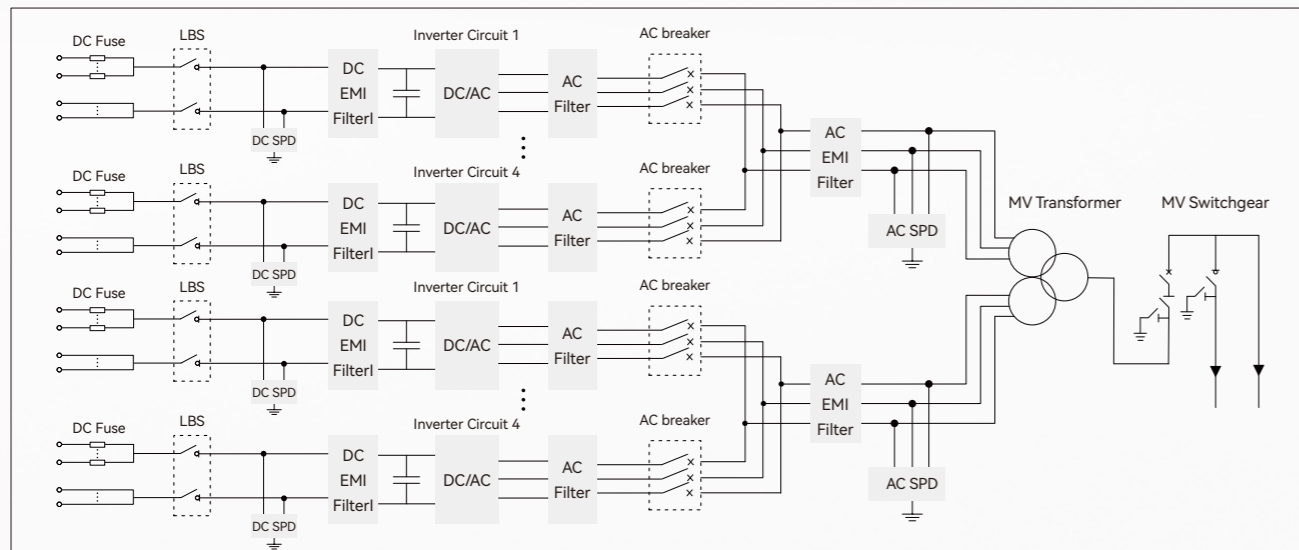 DC Fuse
LBS
Inverter Circuit 1
AC breaker
DC
EMI
FilterI
DC/AC
AC
Filter
DC SPD
DC Fuse
LBS
Inverter Circuit 4
AC breaker
DC
EMI
FilterI
DC/AC
AC
Filter
DC SPD
AC
EMI
Filter
AC SPD
MV Transformer
MV Switchgear
DC Fuse
LBS
Inverter Circuit 1
AC breaker
DC
EMI
FilterI
DC/AC
AC
Filter
DC SPD
DC Fuse
LBS
Inverter Circuit 4
AC breaker
DC
EMI
FilterI
DC/AC
AC
Filter
DC SPD
AC
EMI
Filter
AC SPD